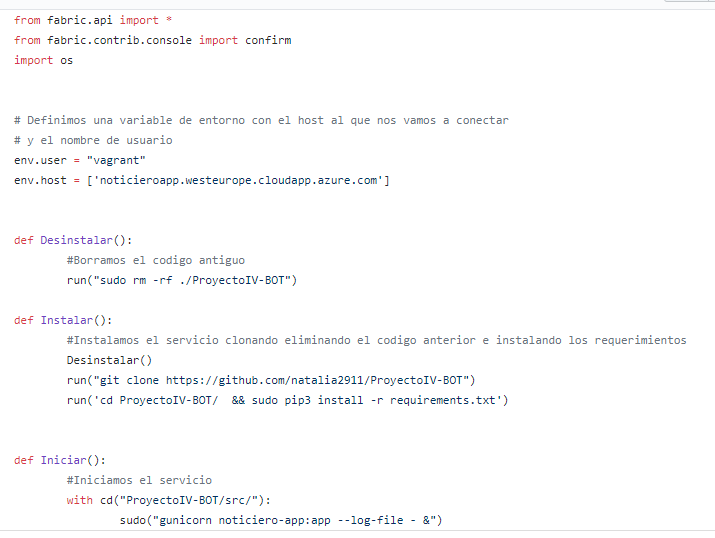 from fabric.api import *
from fabric.contrib.console import confirm
import os
# Definimos una variable de entorno con el host al que nos vamos a conectar
# y el nombre de usuario
env.user = "vagrant"
env.host = ['noticieroapp.westeurope.cloudapp.azure.com']
def Desinstalar():
#Borramos el codigo antiguo
run("sudo rm -rf ./ProyectoIV-BOT")
def Instalar():
#Instalamos el servicio clonando eliminando el codigo anterior e instalando los requerimientos
Desinstalar()
run("git clone https://github.com/natalia2911/ProyectoIV-BOT")
run('cd ProyectoIV-BOT/  && sudo pip3 install -r requirements.txt')
def Iniciar():
#Iniciamos el servicio
with cd("ProyectoIV-BOT/src/"):
sudo("gunicorn noticiero-app:app --log-file - &")